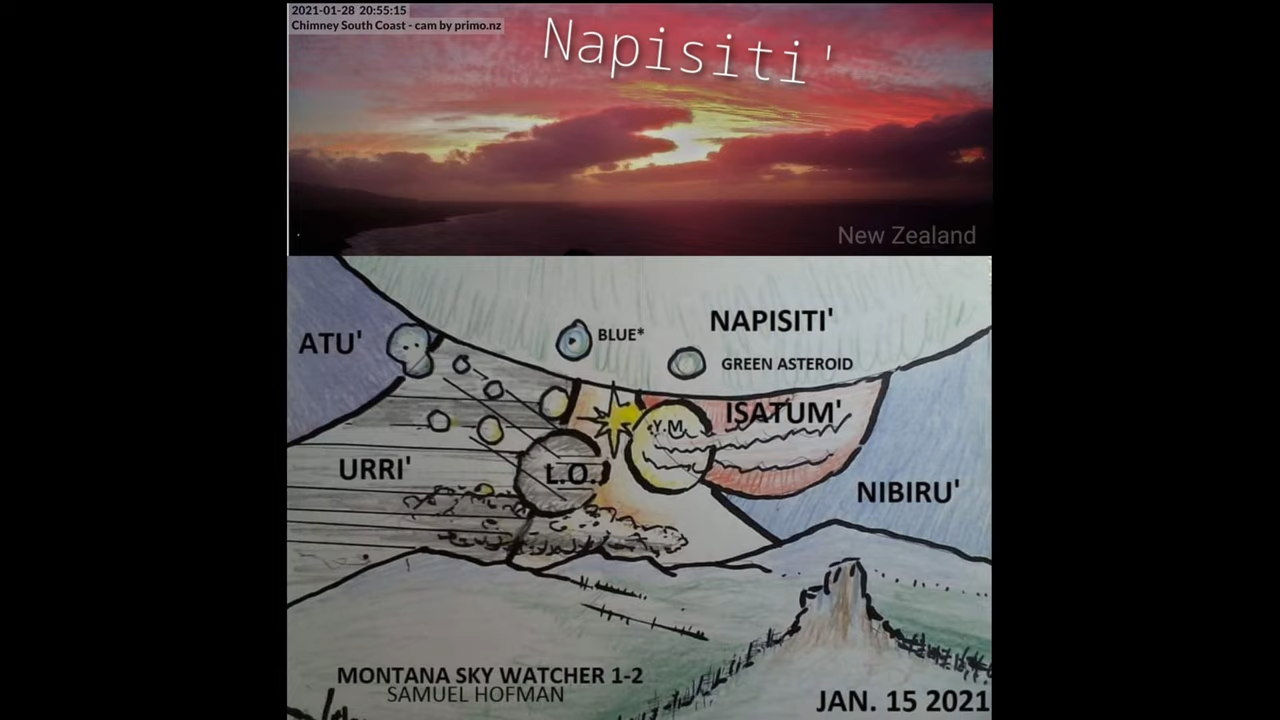 2021-01-28 20:55:15
Chimney South Coast - cam by primo.nz
Napisiti'
New Zealand
NAPISITI'
BLUE*
ATU'
GREEN ASTEROID
ISATUM'
Y.M.
URRI'
L.O.
NIBIRU'
MONTANA SKY WATCHER 1-2
SAMUEL HOFMAN
JAN. 15 2021